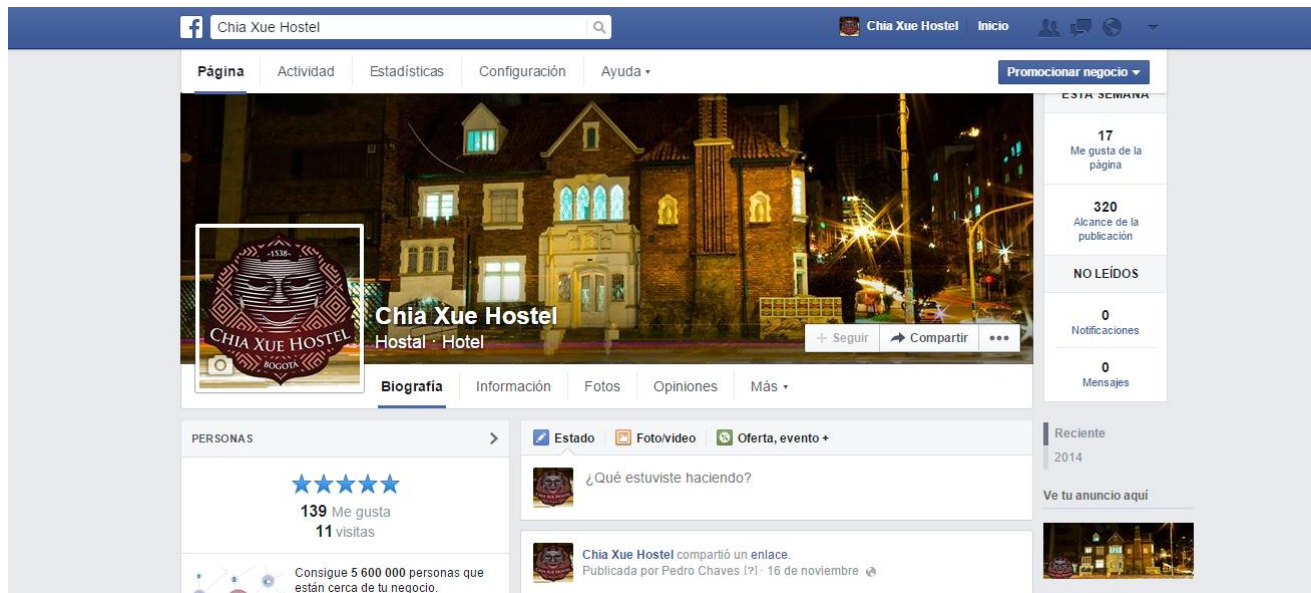 Chia Xue Hostel
Chia Xue Hostel
Inicio
Página
Actividad
Estadísticas
Configuración
Ayuda
Promocionar negocio
ESTA SEMANA
17
Me gusta de la
página
320
Alcance de la
publicación
NO LEÍDOS
0
Notificaciones
0
Mensajes
-1538-
CHIA XUE HOSTEL
BOGOTÁ
Chia Xue Hostel
Hostal · Hotel
+ Seguir
Compartir
Biografía
Información
Fotos
Opiniones
Más
PERSONAS
139 Me gusta
11 visitas
Consigue 5 600 000 personas que
están cerca de tu negocio.
Estado
Foto/video
Oferta, evento +
¿Qué estuviste haciendo?
Chia Xue Hostel compartió un enlace.
Publicada por Pedro Chaves [?] · 16 de noviembre
Reciente
2014
Ve tu anuncio aquí